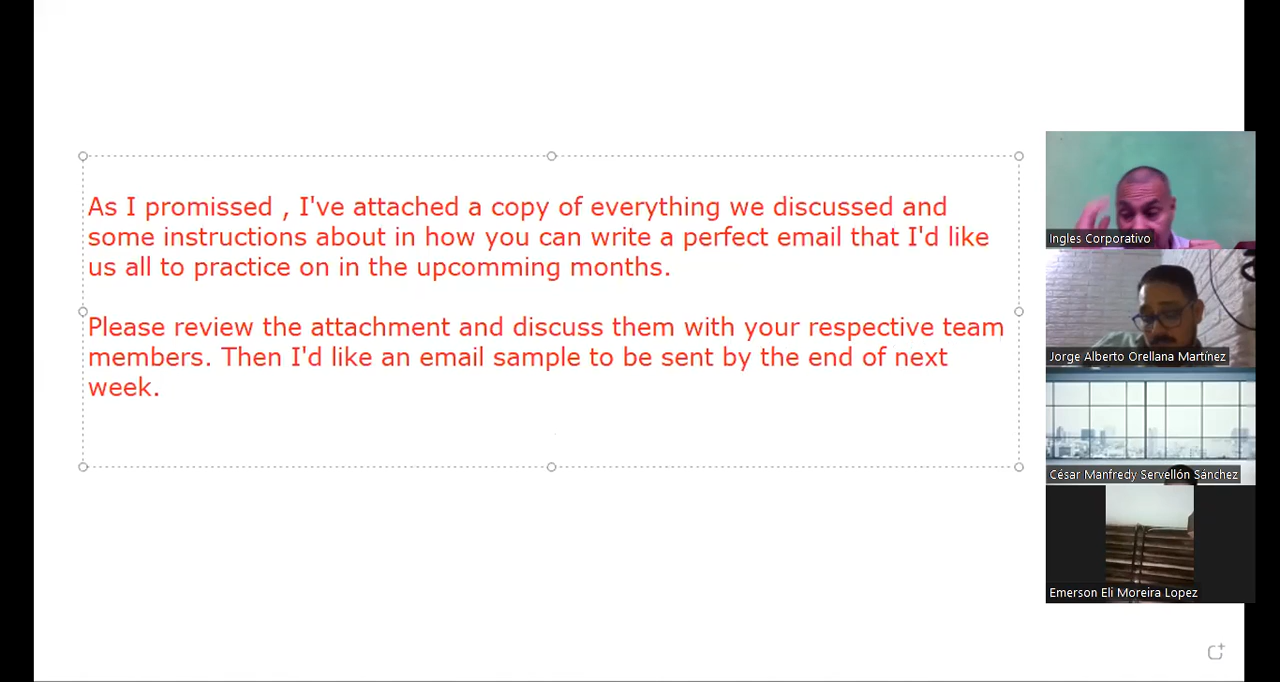 As I promissed , I've attached a copy of everything we discussed and
some instructions about in how you can write a perfect email that I'd like
us all to practice on in the upcomming months.
Please review the attachment and discuss them with your respective team
members. Then I'd like an email sample to be sent by the end of next
week.
Ingles Corporativo
Jorge Alberto Orellana Martínez
César Manfredy Servellón Sánchez
Emerson Eli Moreira Lopez